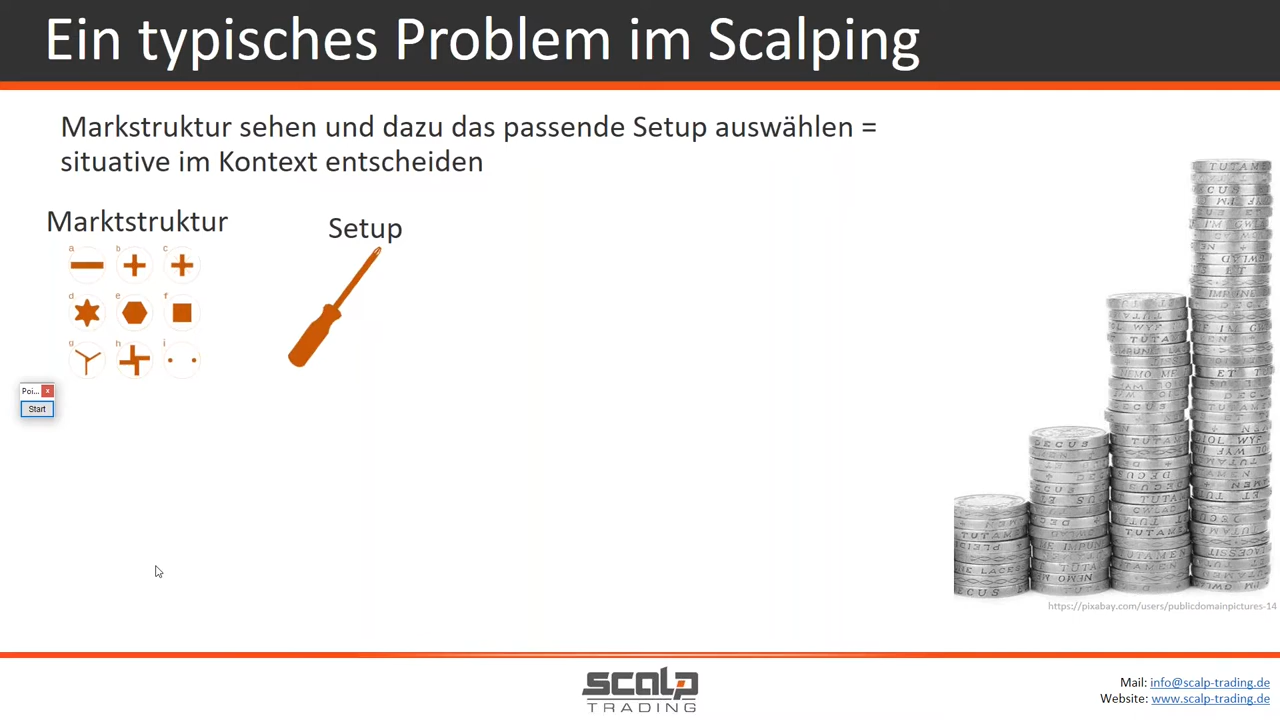 Ein typisches Problem im Scalping
Markstruktur sehen und dazu das passende Setup auswählen =
situative im Kontext entscheiden
Marktstruktur
Setup
a b c
d e f
g h i
Poi... x
Start
https://pixabay.com/users/publicdomainpictures-14
SCALP
TRADING
Mail: info@scalp-trading.de
Website: www.scalp-trading.de